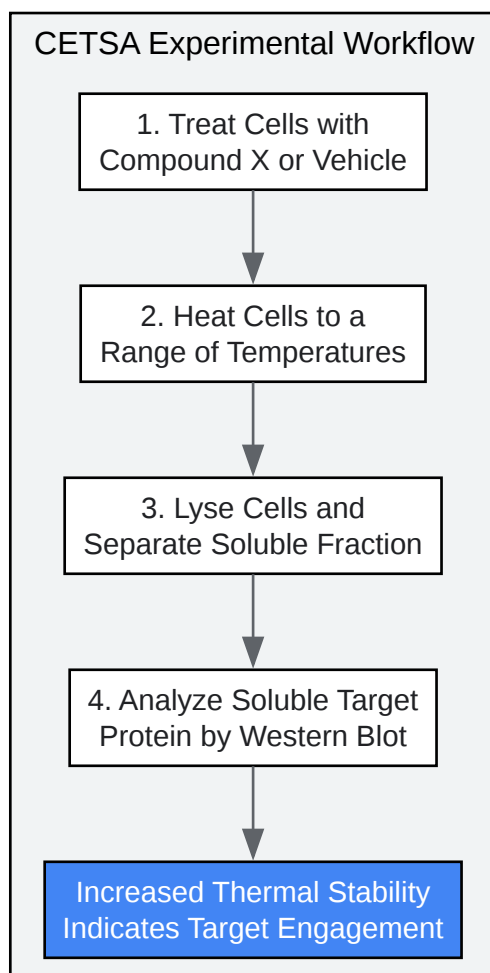 CETSA Experimental Workflow
1. Treat Cells with
Compound X or Vehicle
2. Heat Cells to a
Range of Temperatures
3. Lyse Cells and
Separate Soluble Fraction
4. Analyze Soluble Target
Protein by Western Blot
Increased Thermal Stability
Indicates Target Engagement